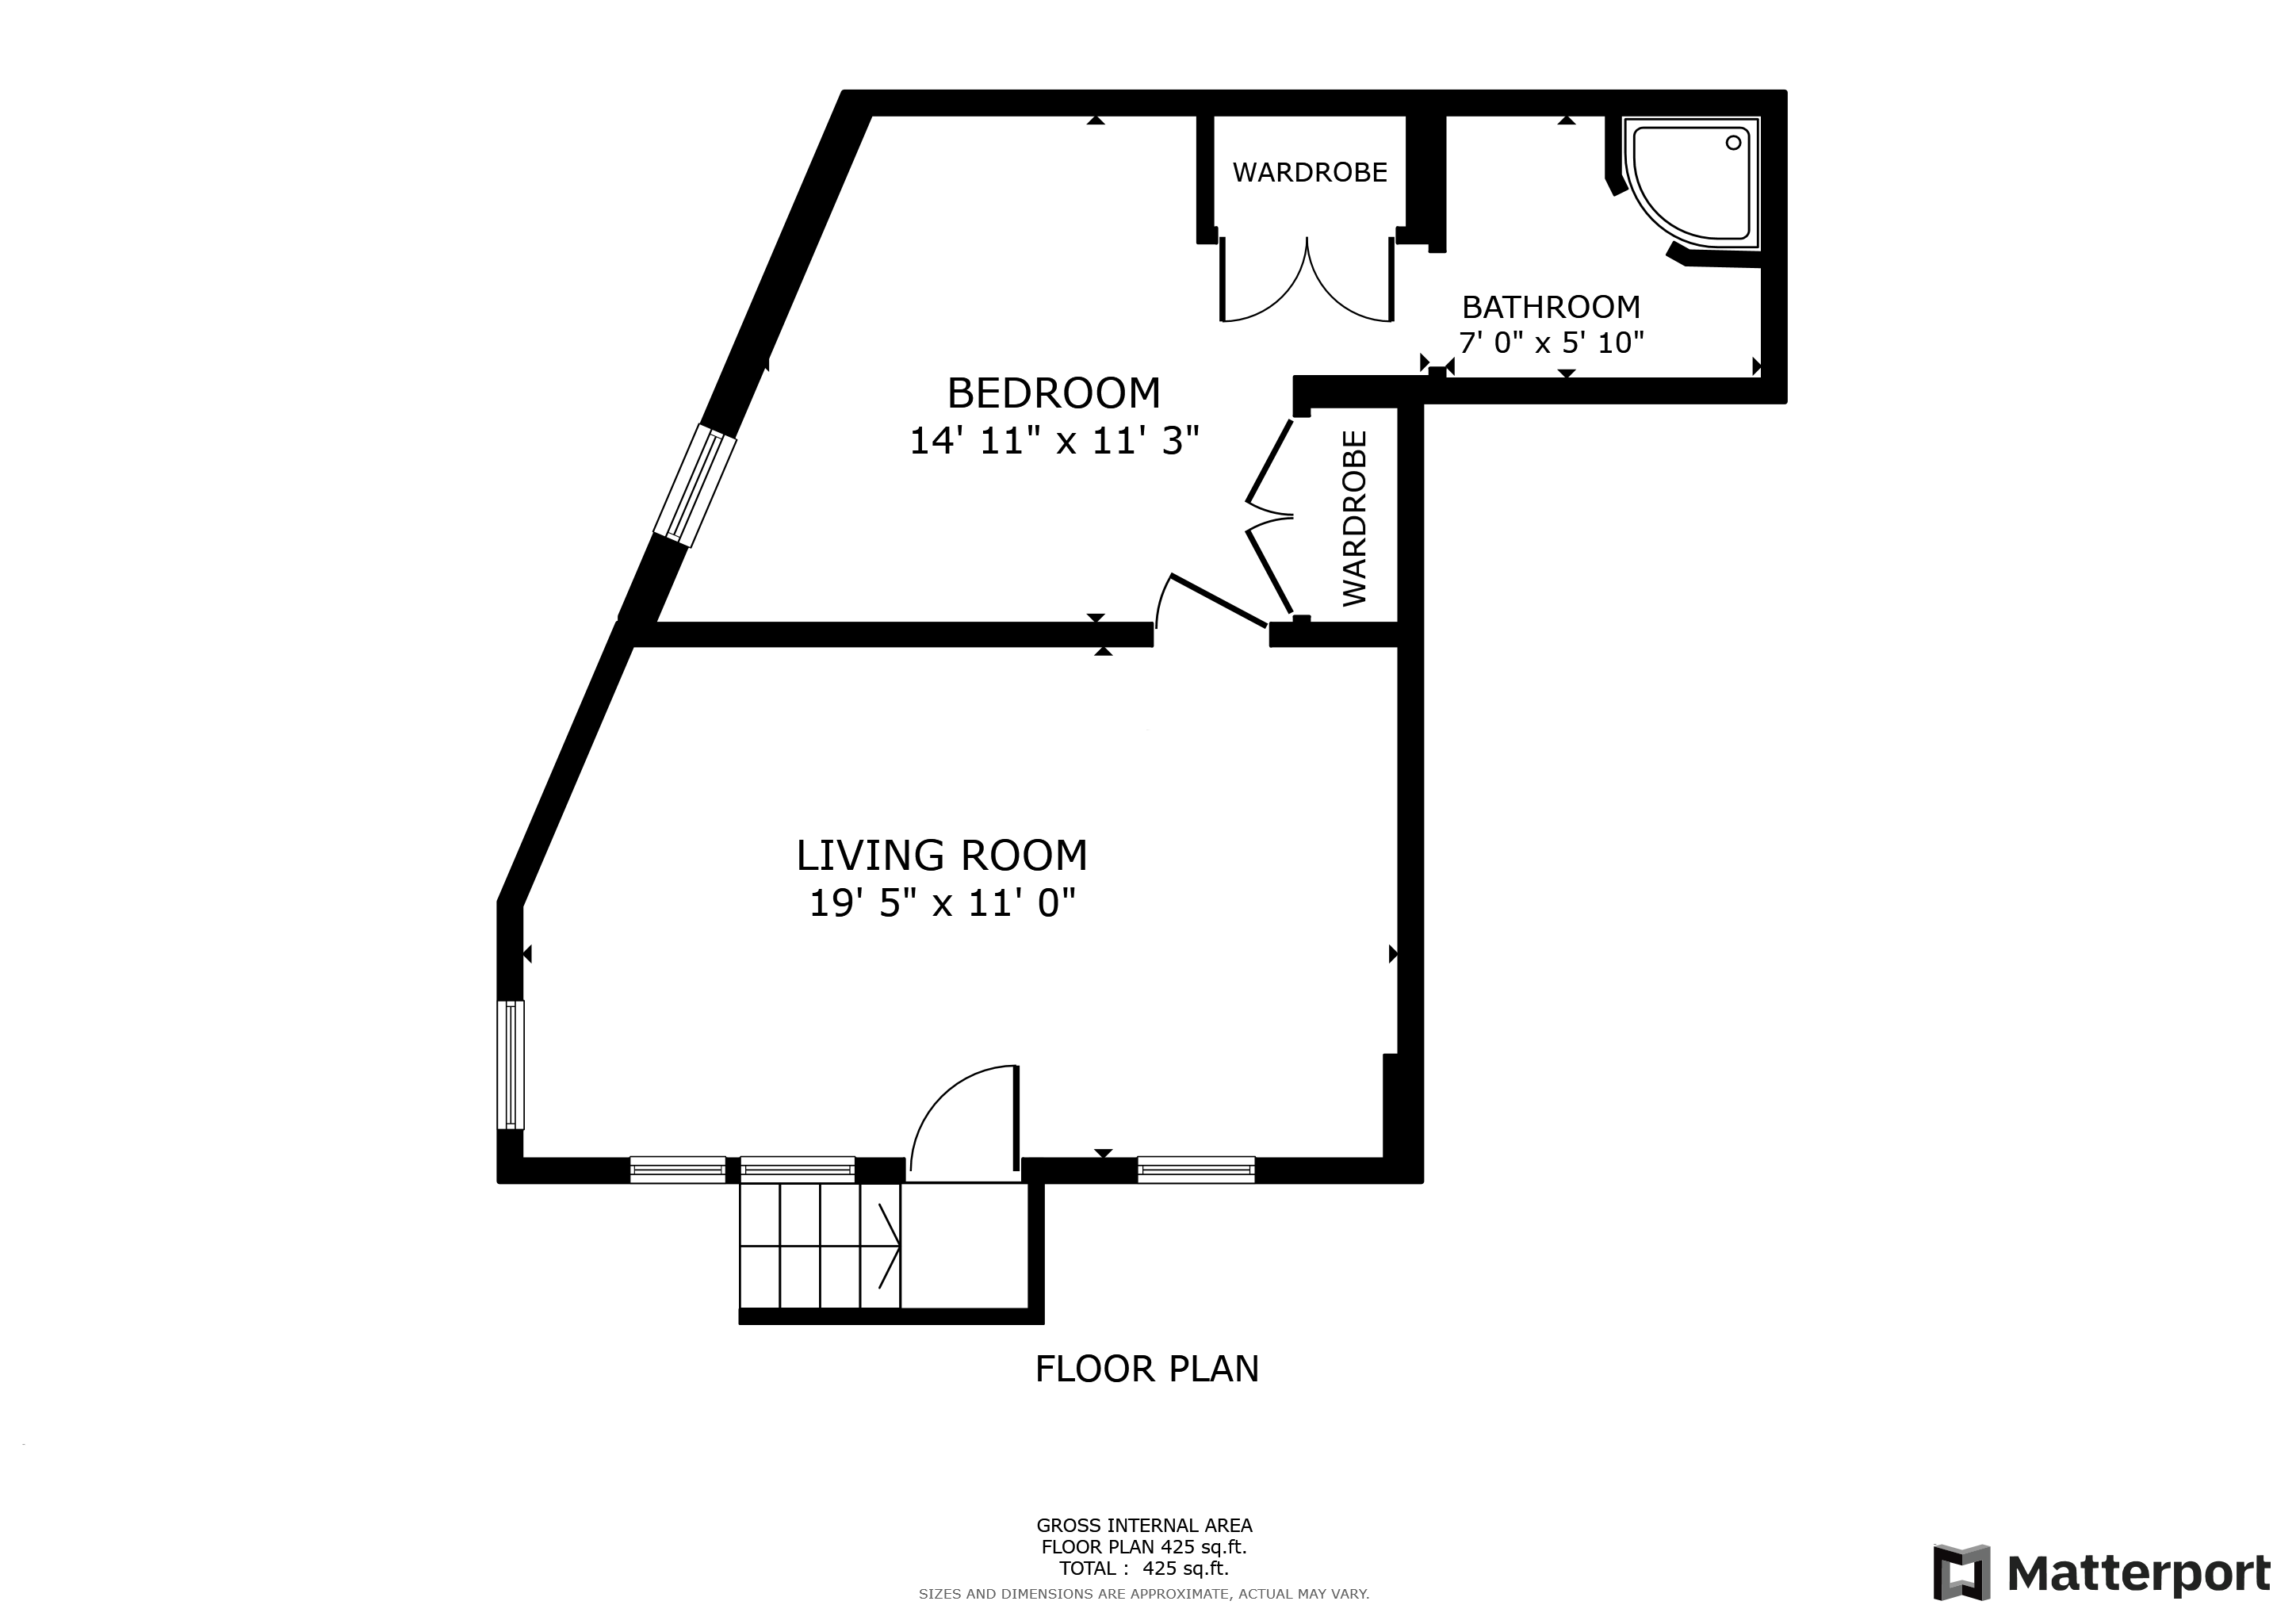 WARDROBE
BATHROOM
7' 0" x 5' 10"
BEDROOM
14' 11" x 11' 3"
WARDROBE
LIVING ROOM
19' 5" x 11' 0"
FLOOR PLAN
GROSS INTERNAL AREA
FLOOR PLAN 425 sq.ft.
TOTAL : 425 sq.ft.
SIZES AND DIMENSIONS ARE APPROXIMATE, ACTUAL MAY VARY.
Matterport